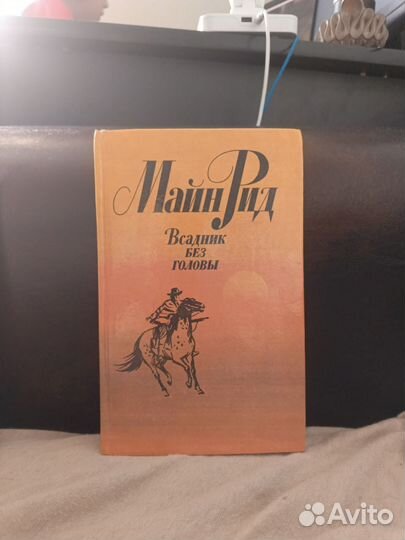 Майн Рид
Всадник
без
головы
Avito